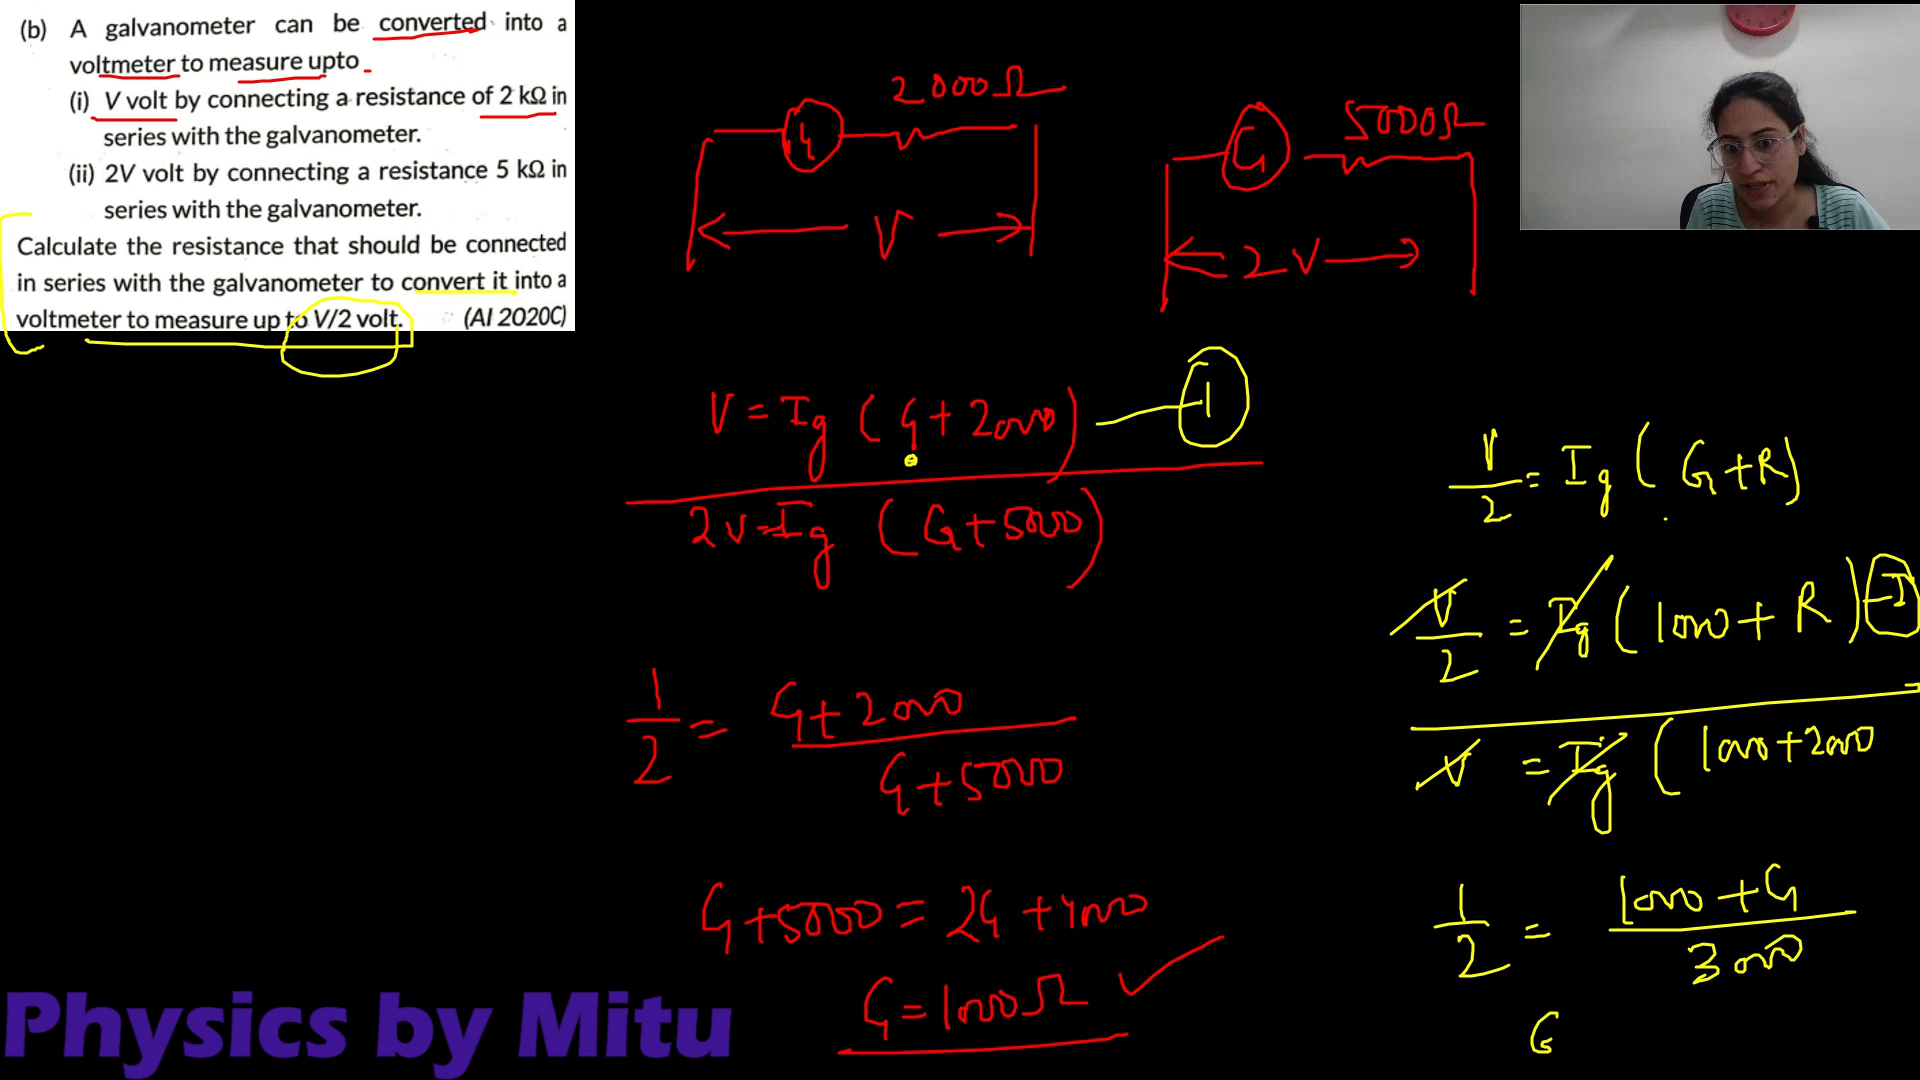 (b) A galvanometer can be converted into a
voltmeter to measure upto
(i) V volt by connecting a resistance of 2 kΩ in
series with the galvanometer.
(ii) 2V volt by connecting a resistance 5 kΩ in
series with the galvanometer.
Calculate the resistance that should be connected
in series with the galvanometer to convert it into a
voltmeter to measure up to V/2 volt. (AI 2020C)
G 2000Ω
V
G 5000Ω
2V
V = Ig (G + 2000) — I
2V = Ig (G + 5000)
1/2 = G + 2000 / G + 5000
G + 5000 = 2G + 4000
G = 1000Ω
V/2 = Ig (G + R)
V/2 = Ig (1000 + R) — I
V = Ig (1000 + 2000
1/2 = 1000 + G / 3000
G
Physics by Mitu